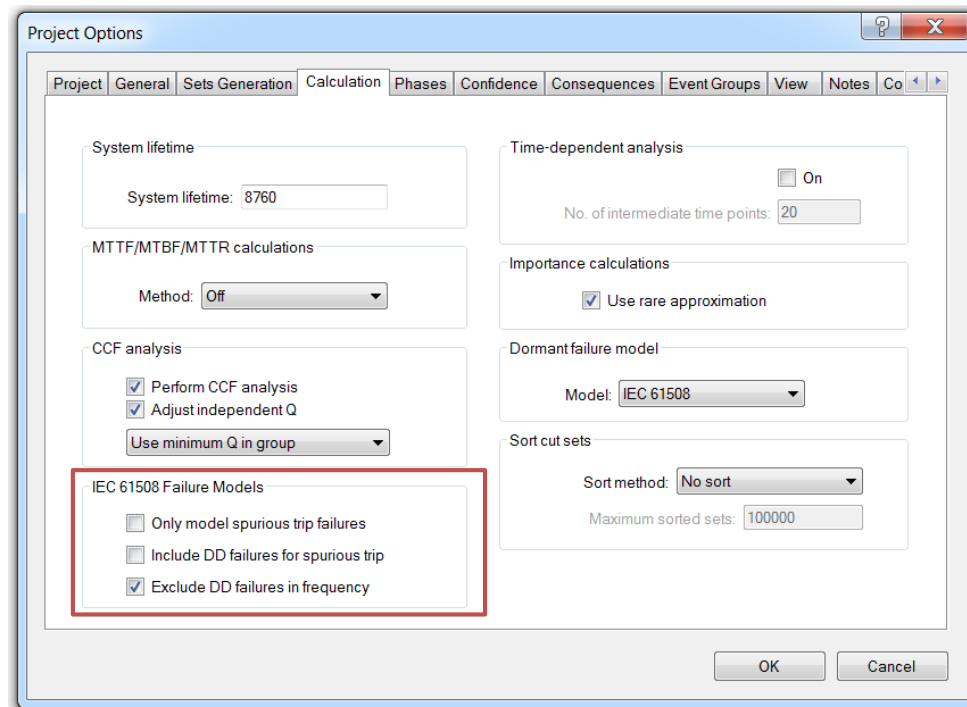 Project Options
Project General Sets Generation Calculation Phases Confidence Consequences Event Groups View Notes Co
System lifetime
System lifetime: 8760
MTTF/MTBF/MTTR calculations
Method: Off
CCF analysis
Perform CCF analysis
Adjust independent Q
Use minimum Q in group
IEC 61508 Failure Models
Only model spurious trip failures
Include DD failures for spurious trip
Exclude DD failures in frequency
Time-dependent analysis
On
No. of intermediate time points: 20
Importance calculations
Use rare approximation
Dormant failure model
Model: IEC 61508
Sort cut sets
Sort method: No sort
Maximum sorted sets: 100000
OK Cancel